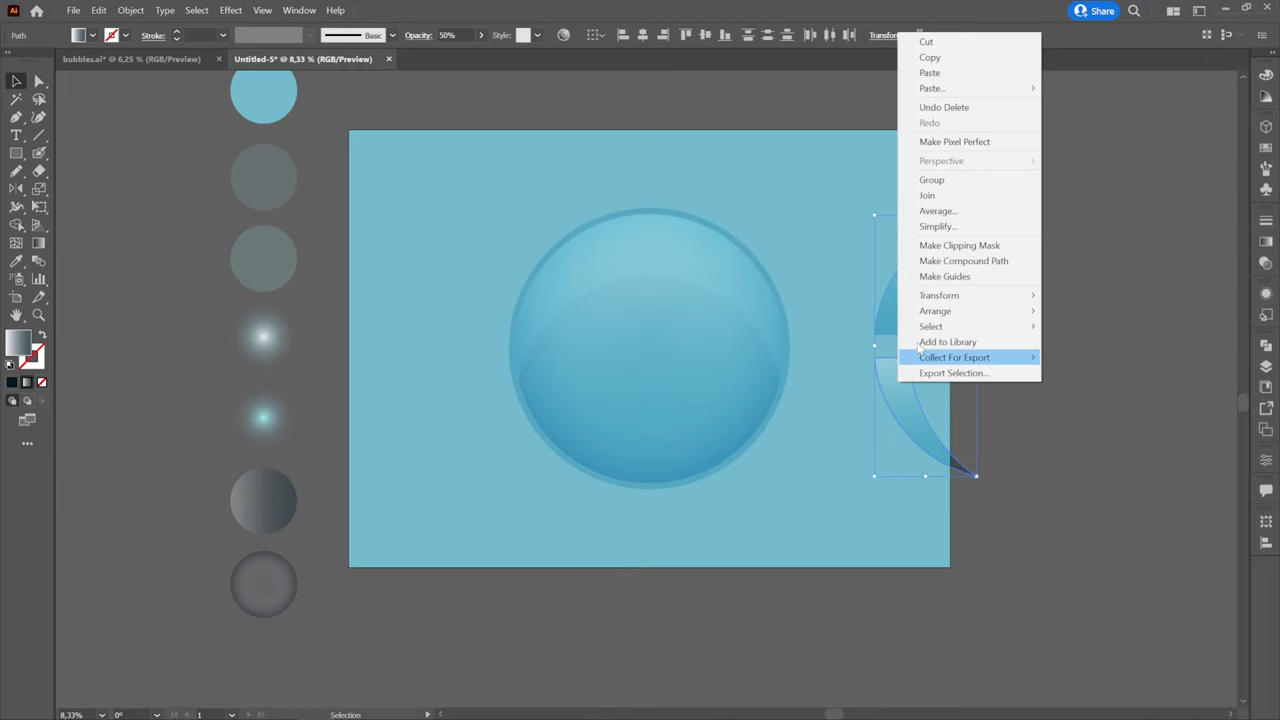 Ai File Edit Object Type Select Effect View Window Help Share
Path Stroke: Basic Opacity: 50% Style: Transform
bubbles.ai* @ 6,25 % (RGB/Preview) × Untitled-5* @ 8,33 % (RGB/Preview) ×
Cut
Copy
Paste
Paste...
Undo Delete
Redo
Make Pixel Perfect
Perspective
Group
Join
Average...
Simplify...
Make Clipping Mask
Make Compound Path
Make Guides
Transform
Arrange
Select
Add to Library
Collect For Export
Export Selection...
8,33% 0° 1 Selection